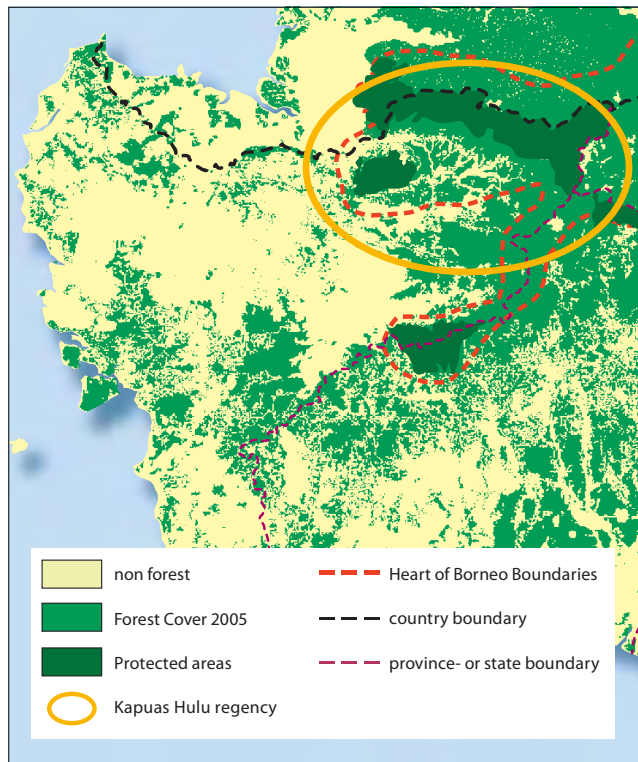 non forest
Forest Cover 2005
Protected areas
Kapuas Hulu regency
Heart of Borneo Boundaries
country boundary
province- or state boundary